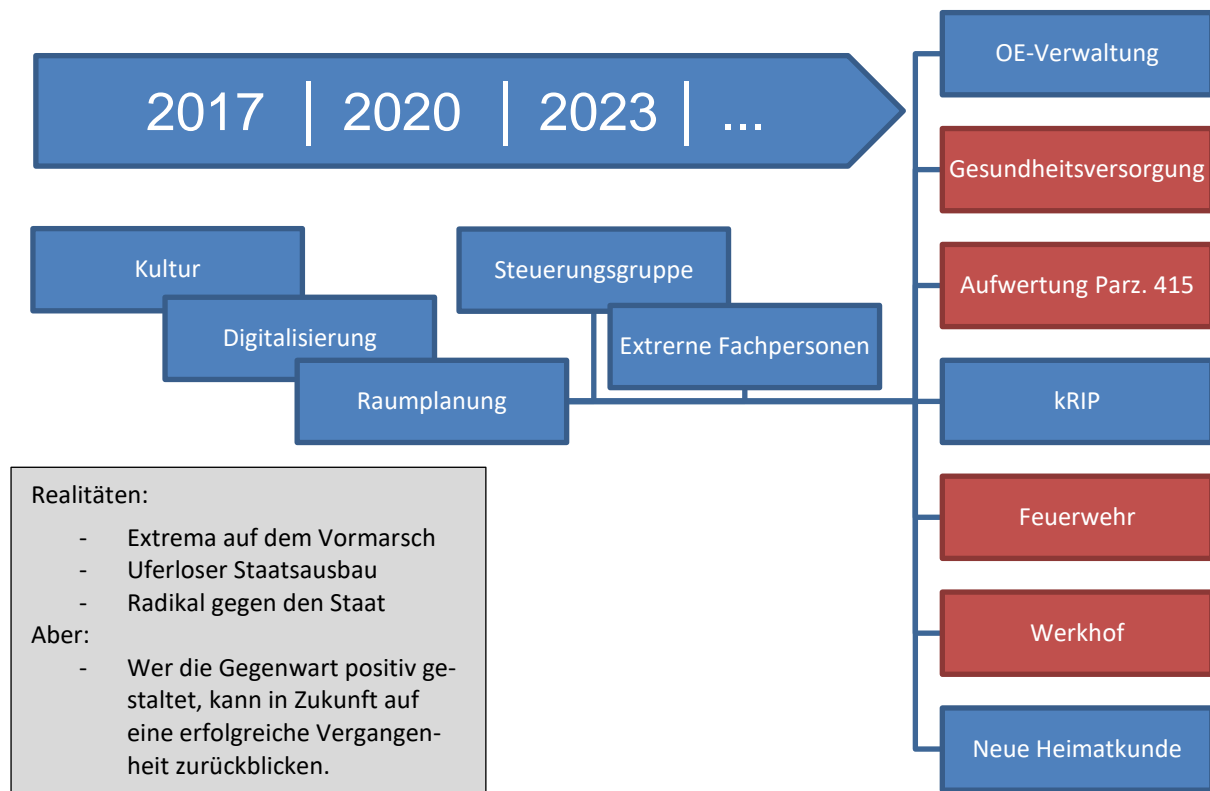 2017 | 2020 | 2023 | ...
Kultur
Digitalisierung
Raumplanung
Steuerungsgruppe
Extrerne Fachpersonen
OE-Verwaltung
Gesundheitsversorgung
Aufwertung Parz. 415
kRIP
Feuerwehr
Werkhof
Neue Heimatkunde
Realitäten:
- Extrema auf dem Vormarsch
- Uferloser Staatsausbau
- Radikal gegen den Staat
Aber:
- Wer die Gegenwart positiv ge-
staltet, kann in Zukunft auf
eine erfolgreiche Vergangen-
heit zurückblicken.